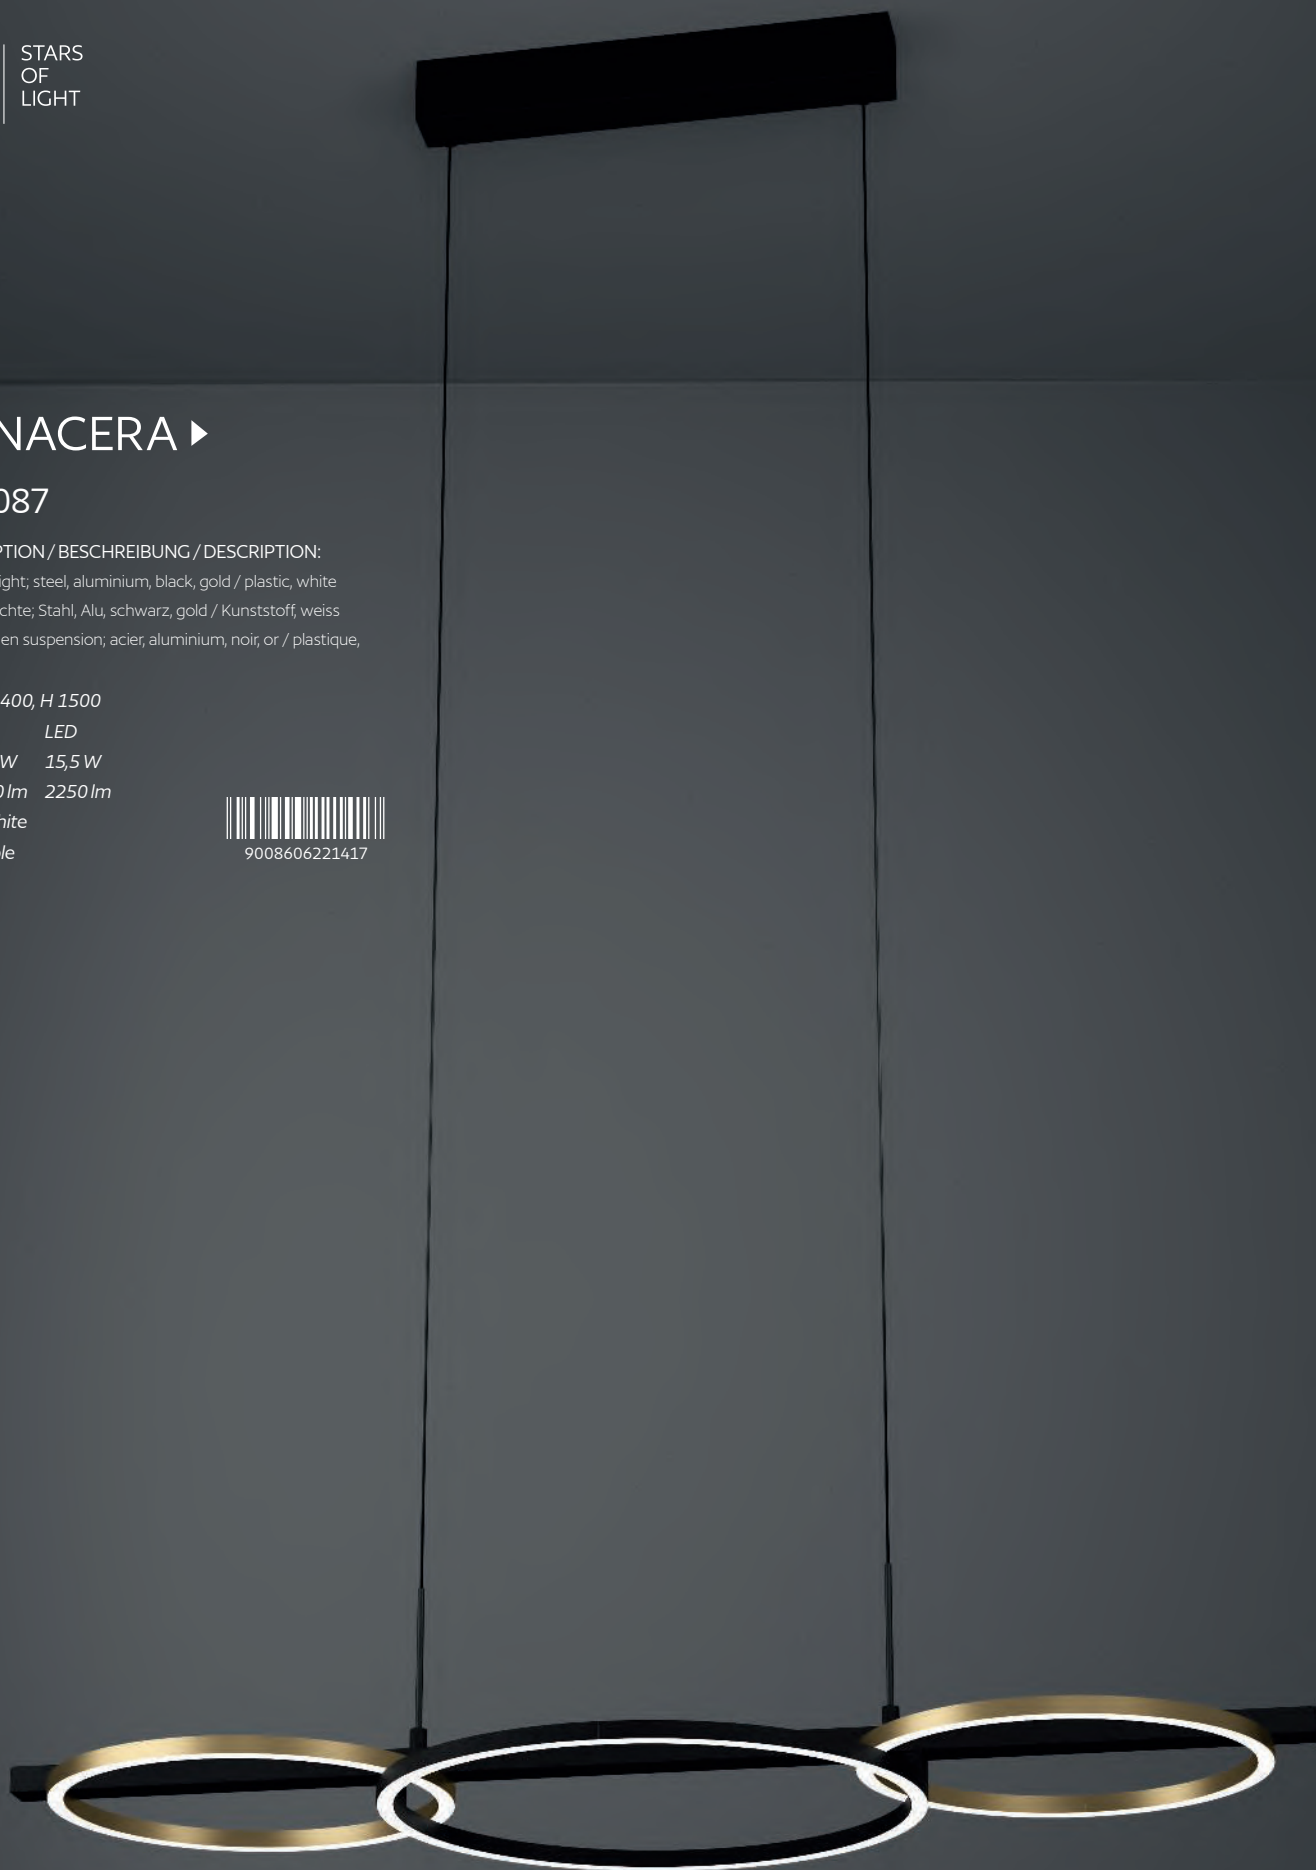 STARS
OF
LIGHT
NACERA
087
PTION / BESCHREIBUNG / DESCRIPTION:
ight; steel, aluminium, black, gold / plastic, white
chte; Stahl, Alu, schwarz, gold / Kunststoff, weiss
en suspension; acier, aluminium, noir, or / plastique,
400, H 1500
LED
W 15,5 W
0 lm 2250 lm
hite
le
9008606221417